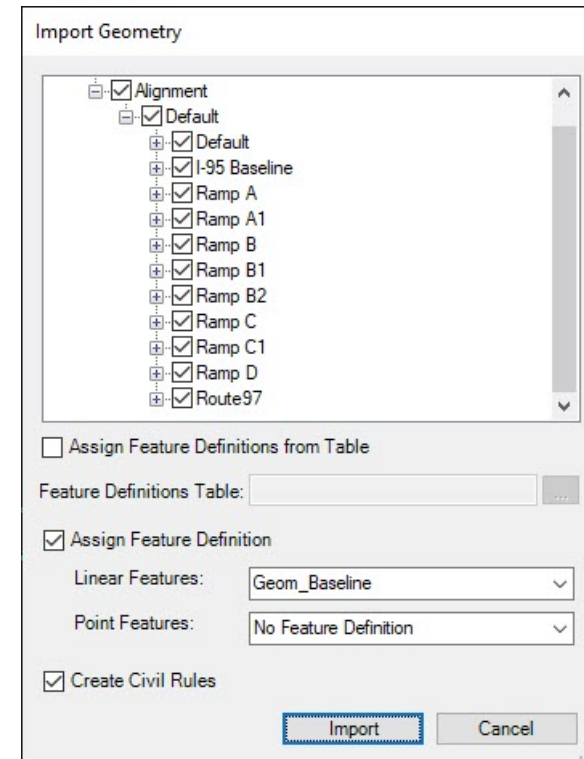 Import Geometry
Alignment
Default
Default
I-95 Baseline
Ramp A
Ramp A1
Ramp B
Ramp B1
Ramp B2
Ramp C
Ramp C1
Ramp D
Route97
Assign Feature Definitions from Table
Feature Definitions Table: ...
Assign Feature Definition
Linear Features: Geom_Baseline
Point Features: No Feature Definition
Create Civil Rules
Import Cancel